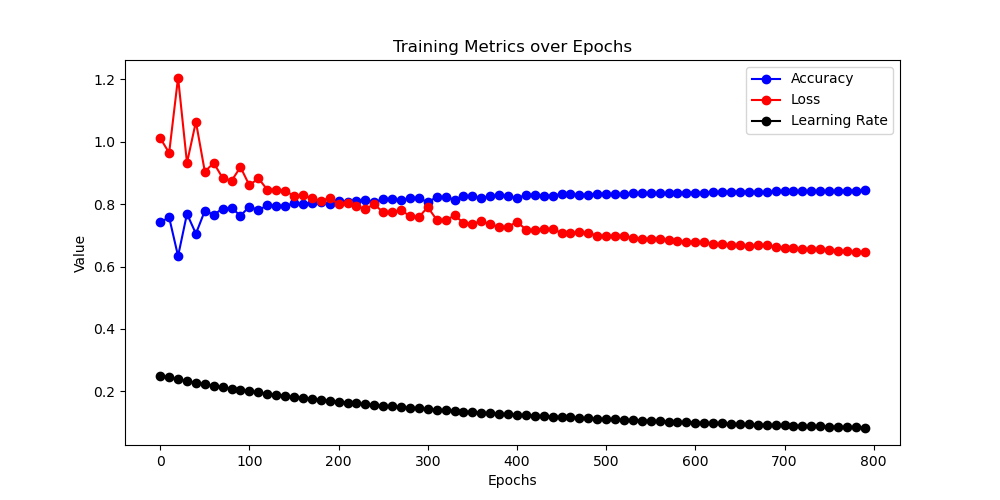 Training Metrics over Epochs
Accuracy
Loss
Learning Rate
Value
1.2
1.0
0.8
0.6
0.4
0.2
0 100 200 300 400 500 600 700 800
Epochs